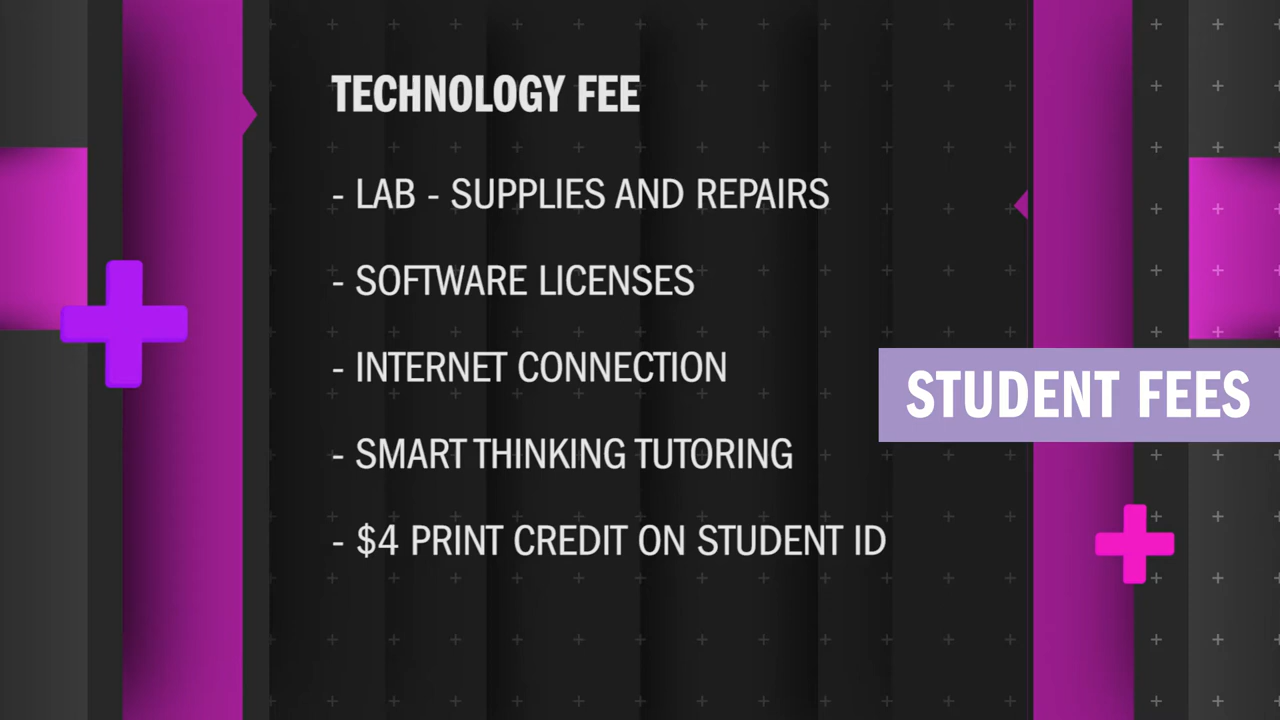 TECHNOLOGY FEE
- LAB - SUPPLIES AND REPAIRS
- SOFTWARE LICENSES
- INTERNET CONNECTION
- SMART THINKING TUTORING
- $4 PRINT CREDIT ON STUDENT ID
STUDENT FEES